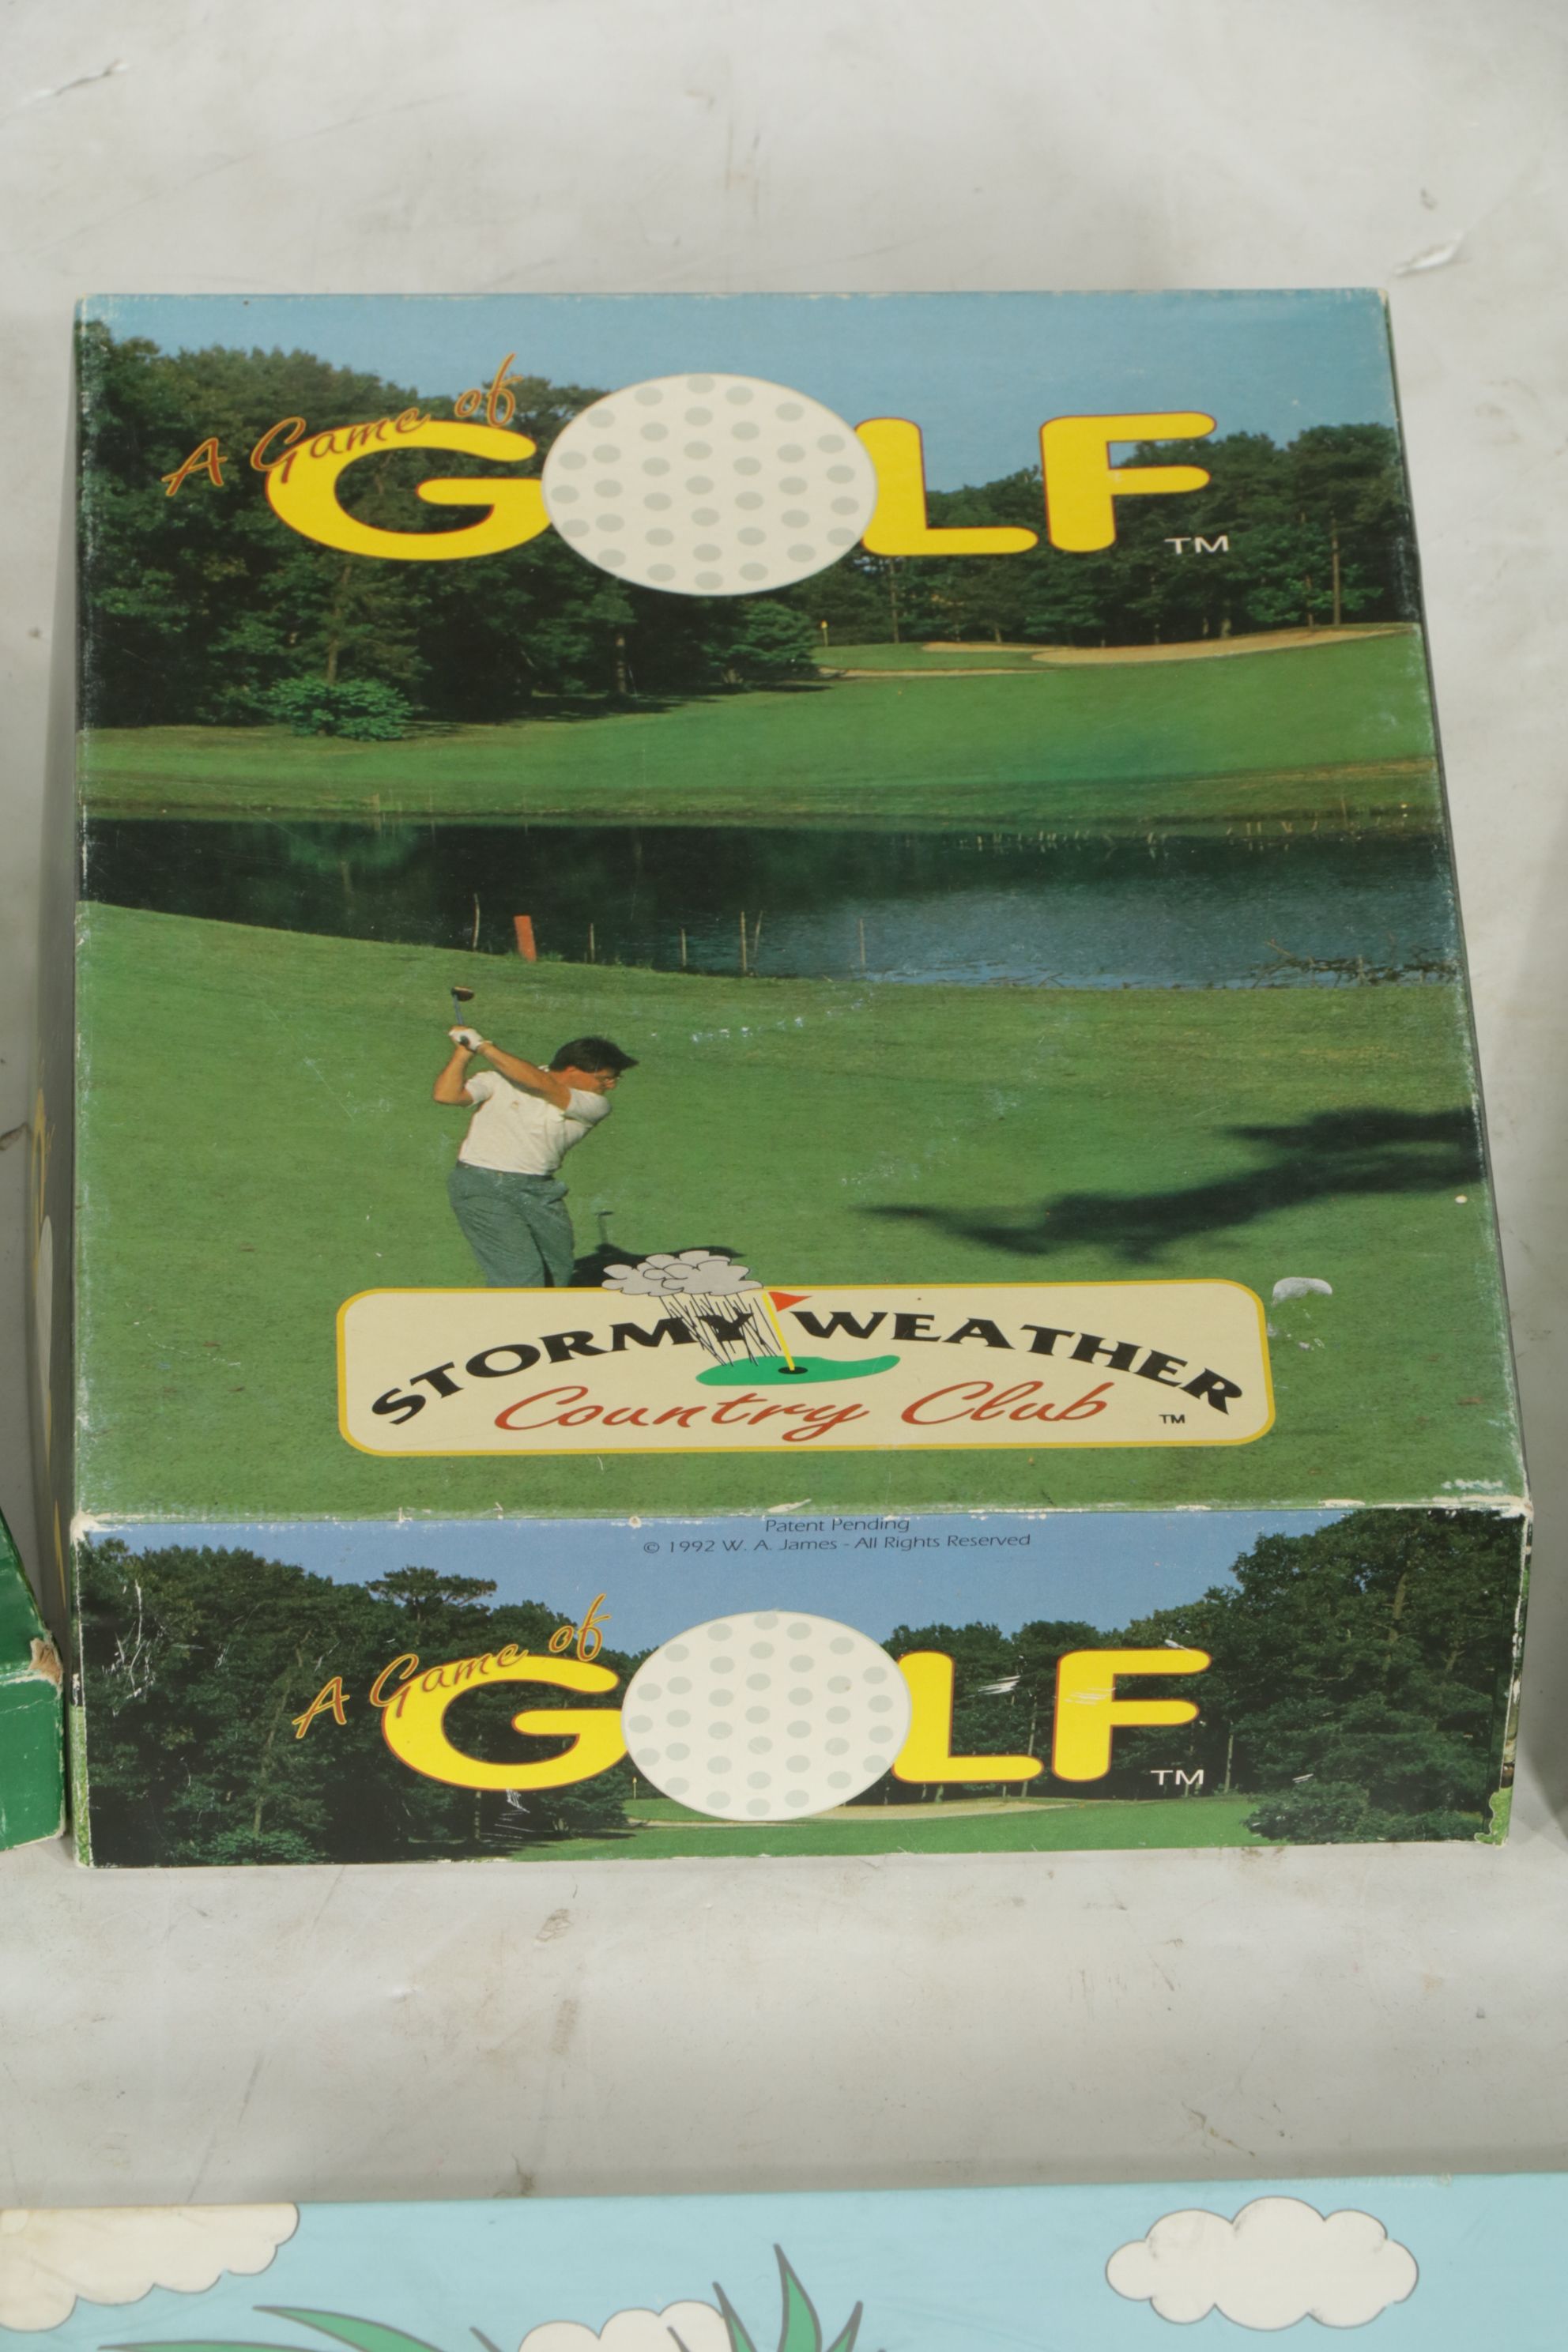 A Game of
GOLF TM
STORMY WEATHER
Country Club TM
Patent Pending
© 1992 W. A. James - All Rights Reserved
A Game of
GOLF TM